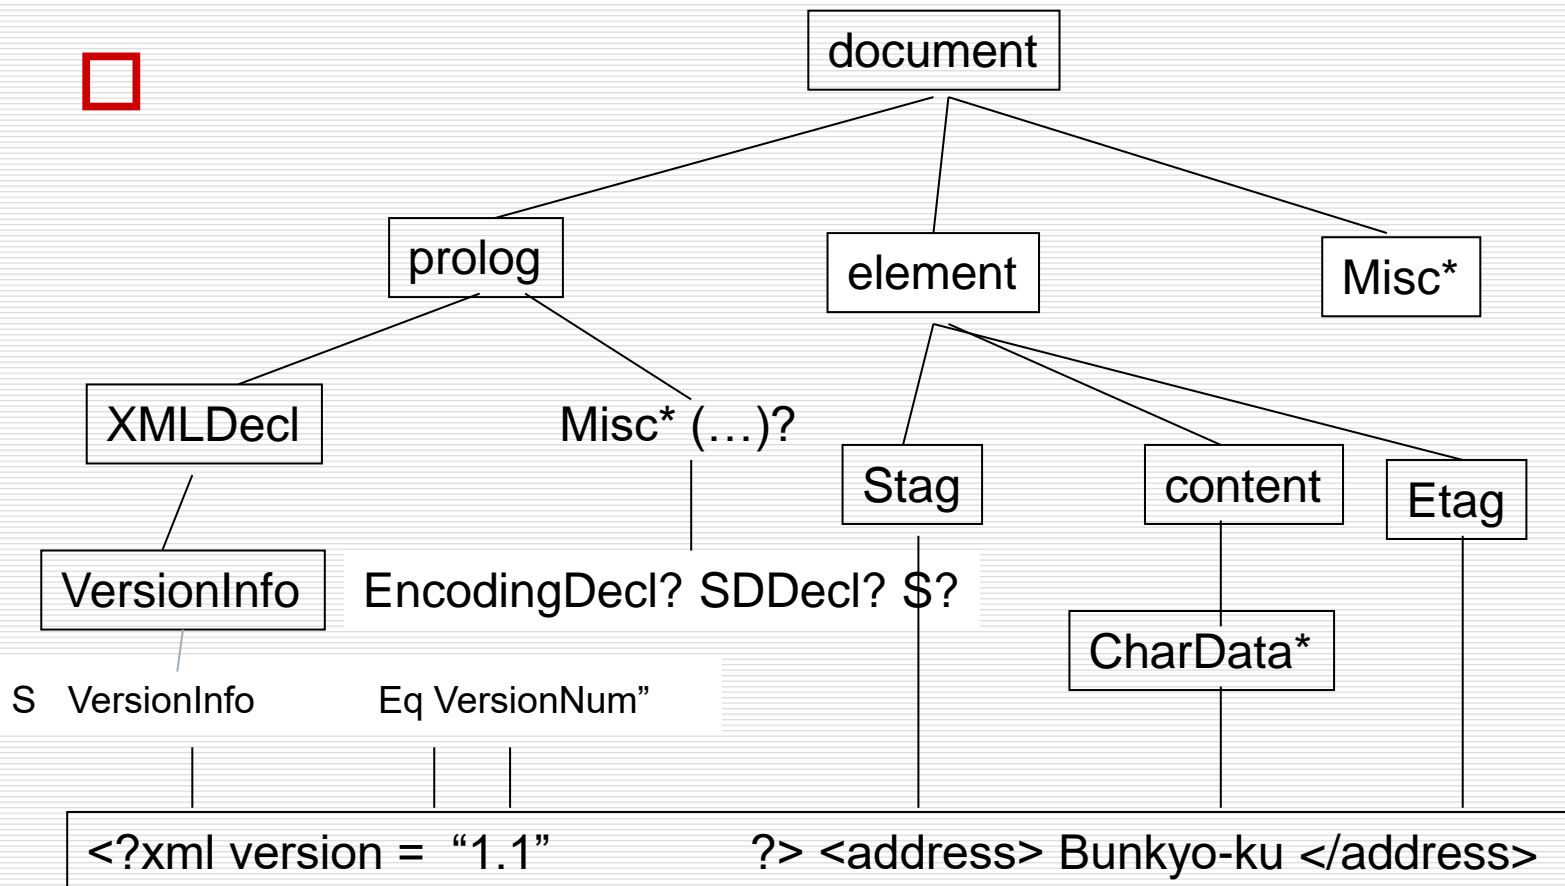 document
prolog
element
Misc*
XMLDecl
Misc* (…)?
Stag
content
Etag
VersionInfo
EncodingDecl? SDDecl? S?
CharData*
S VersionInfo Eq VersionNum”
<?xml version = “1.1” ?> <address> Bunkyo-ku </address>